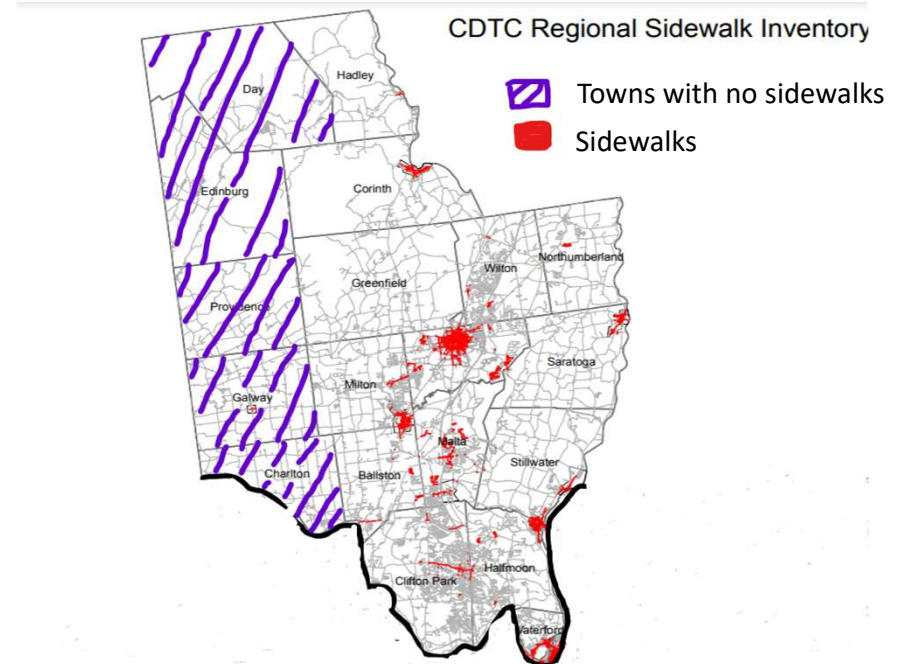 CDTC Regional Sidewalk Inventory
Towns with no sidewalks
Sidewalks
Hadley
Day
Edinburg
Corinth
Wilton
Northumberland
Greenfield
Providence
Saratoga
Milton
Galway
Malta
Stillwater
Charlton
Ballston
Halfmoon
Clifton Park
Waterford